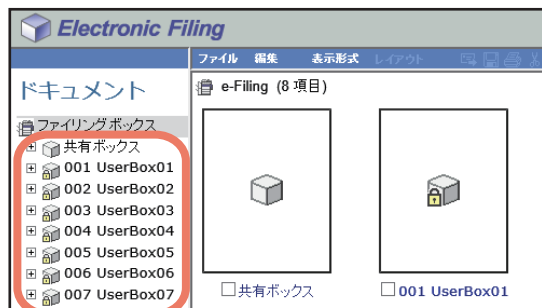 Electronic Filing
ファイル 編集 表示形式 レイアウト
ドキュメント
e-Filing (8 項目)
ファイリングボックス
共有ボックス
001 UserBox01
002 UserBox02
003 UserBox03
004 UserBox04
005 UserBox05
006 UserBox06
007 UserBox07
共有ボックス
001 UserBox01